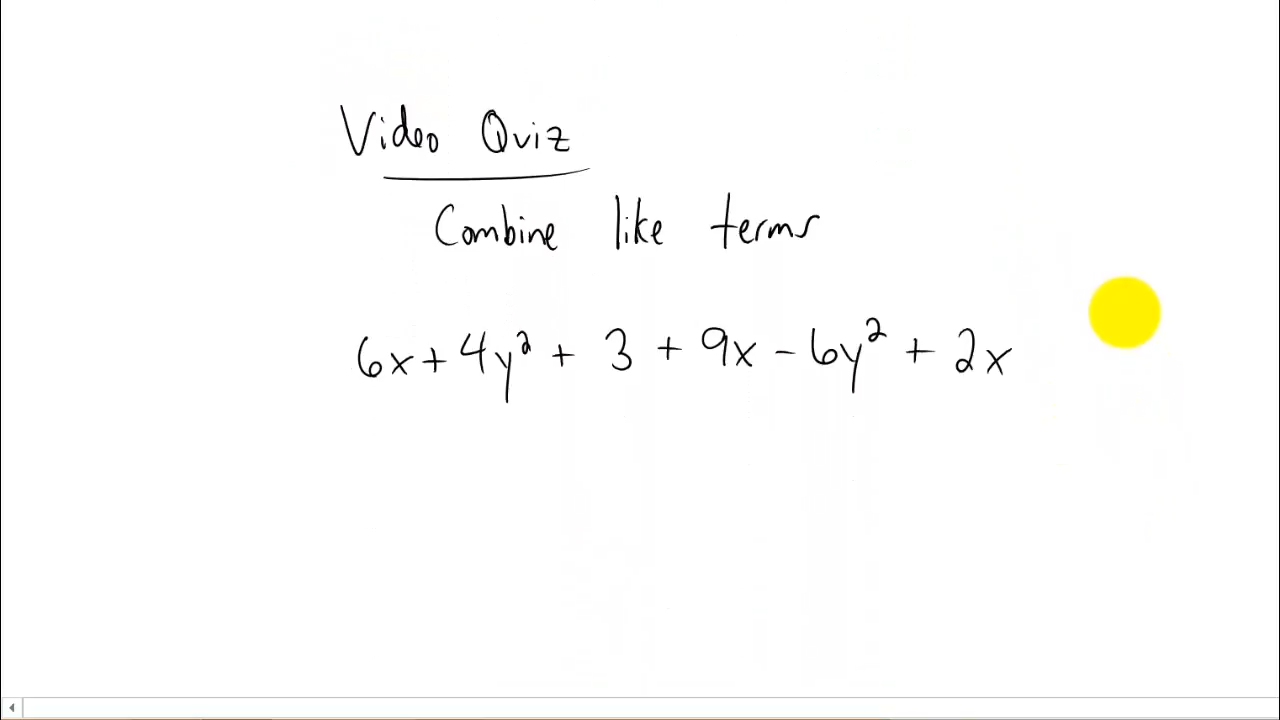 Video Quiz
Combine like terms
6x + 4y² + 3 + 9x - 6y² + 2x